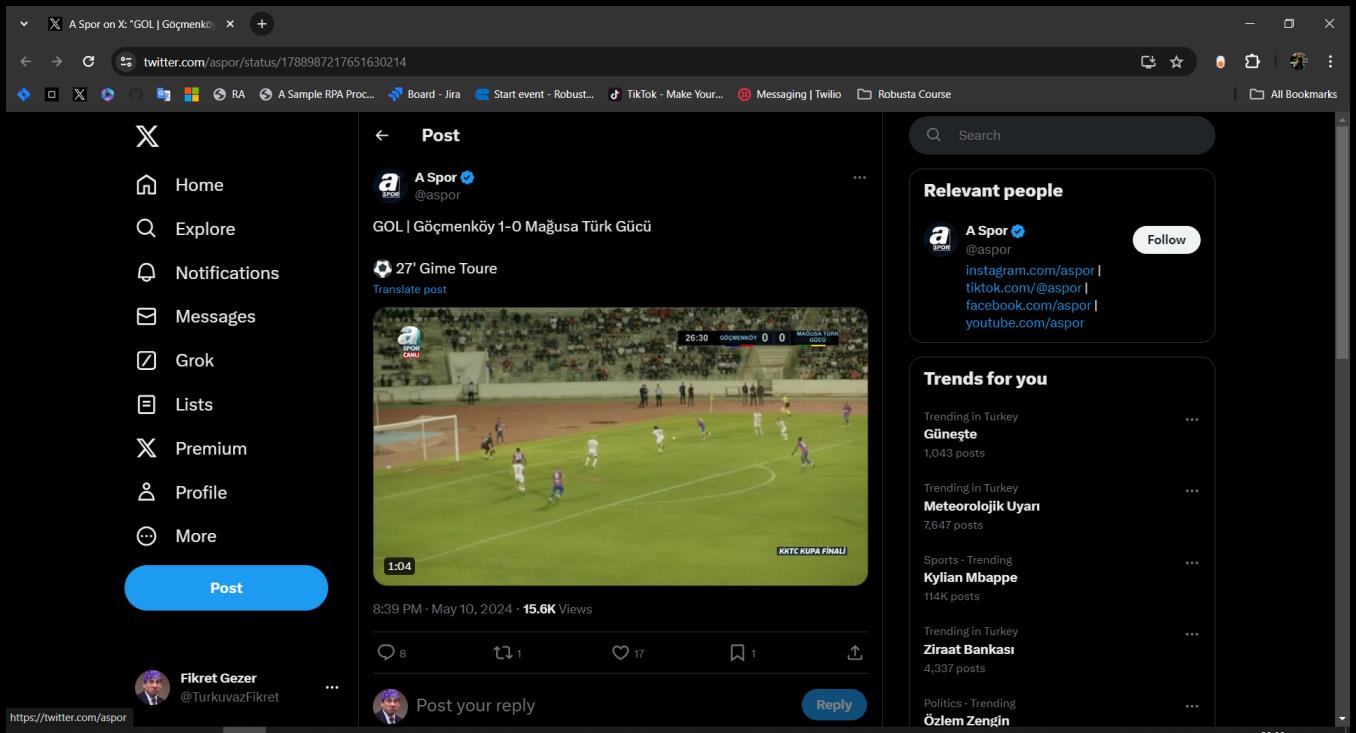 A Spor on X: "GOL | Göçmenkö
twitter.com/aspor/status/1788987217651630214
RA
A Sample RPA Proc...
Board - Jira
Start event - Robust...
TikTok - Make Your...
Messaging | Twilio
Robusta Course
All Bookmarks
Home
Explore
Notifications
Messages
Grok
Lists
Premium
Profile
More
Post
Fikret Gezer
@TurkuvazFikret
https://twitter.com/aspor
Post
A Spor
@aspor
GOL | Göçmenköy 1-0 Mağusa Türk Gücü
27' Gime Toure
Translate post
a
SPOR
CANLI
26:30 GÖÇMENKÖY 0 0 MAĞUSA TÜRK
GÜCÜ
KKTC KUPA FİNALİ
1:04
8:39 PM · May 10, 2024 · 15.6K Views
8 1 17 1
Post your reply
Reply
Search
Relevant people
A Spor
@aspor
Follow
instagram.com/aspor |
tiktok.com/@aspor |
facebook.com/aspor |
youtube.com/aspor
Trends for you
Trending in Turkey
Güneşte
1,043 posts
Trending in Turkey
Meteorolojik Uyarı
7,647 posts
Sports · Trending
Kylian Mbappe
114K posts
Trending in Turkey
Ziraat Bankası
4,337 posts
Politics · Trending
Özlem Zengin